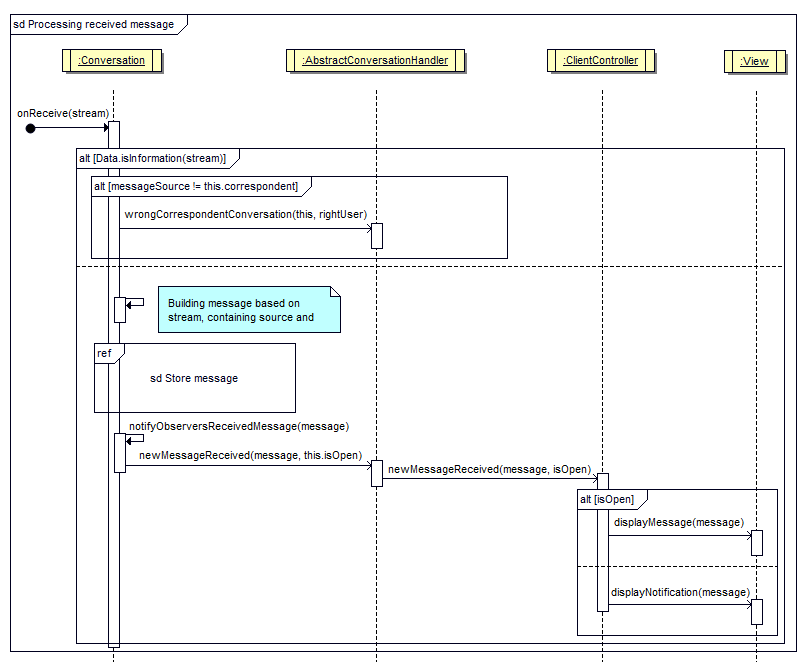 sd Processing received message
:Conversation
:AbstractConversationHandler
:ClientController
:View
onReceive(stream)
alt [Data.isInformation(stream)]
alt [messageSource != this.correspondent]
wrongCorrespondentConversation(this, rightUser)
Building message based on
stream, containing source and
ref
sd Store message
notifyObserversReceivedMessage(message)
newMessageReceived(message, this.isOpen)
newMessageReceived(message, isOpen)
alt [isOpen]
displayMessage(message)
displayNotification(message)